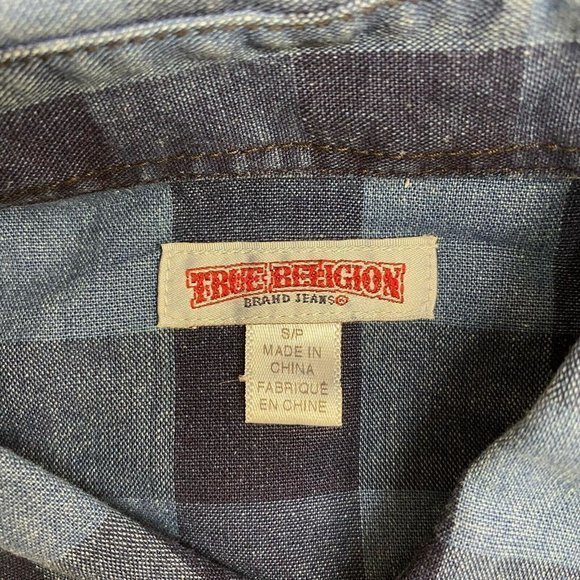 TRUE RELIGION
BRAND JEANS®
S/P
MADE IN
CHINA
FABRIQUÉ
EN CHINE